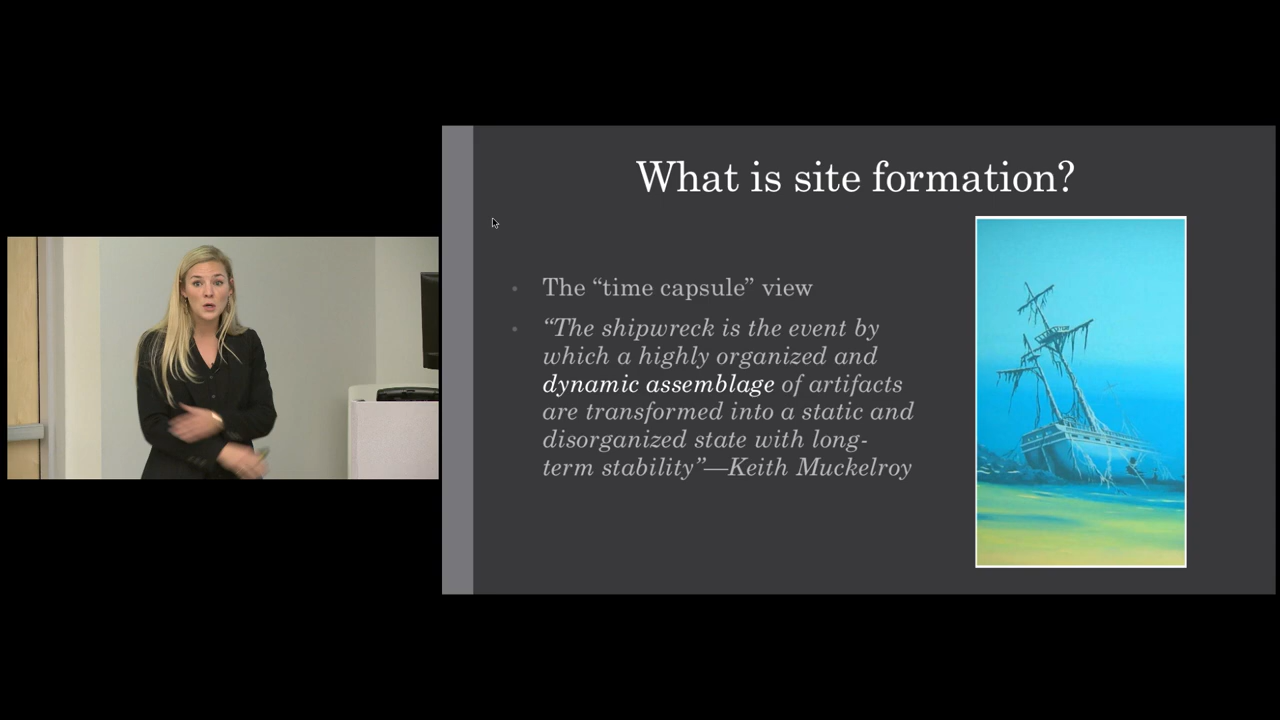 What is site formation?
• The “time capsule” view
• “The shipwreck is the event by
which a highly organized and
dynamic assemblage of artifacts
are transformed into a static and
disorganized state with long-
term stability”—Keith Muckelroy